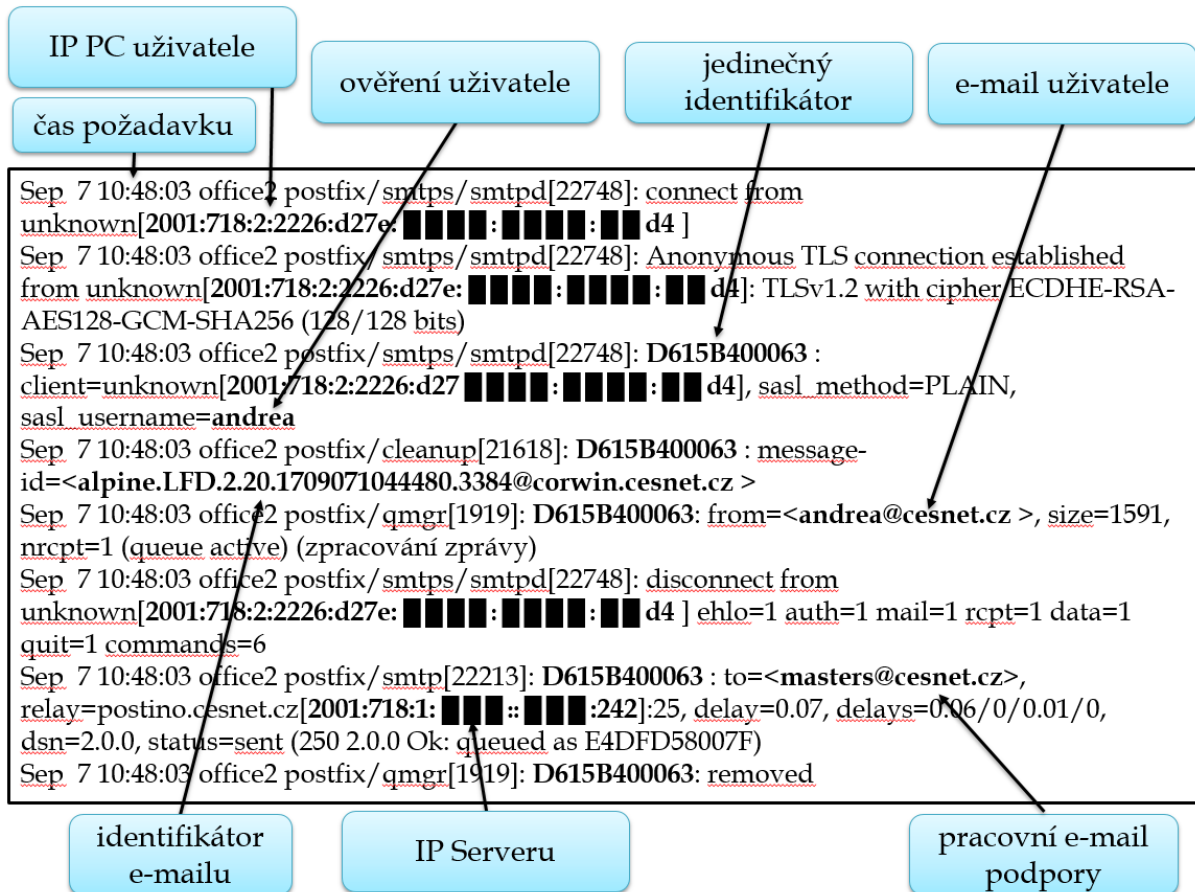 IP PC uživatele
ověření uživatele
jedinečný
identifikátor
e-mail uživatele
čas požadavku
Sep 7 10:48:03 office2 postfix/smtps/smtpd[22748]: connect from
unknown[2001:718:2:2226:d27e: ████:████:██ d4 ]
Sep 7 10:48:03 office2 postfix/smtps/smtpd[22748]: Anonymous TLS connection established
from unknown[2001:718:2:2226:d27e: ████:████:██ d4]: TLSv1.2 with cipher ECDHE-RSA-
AES128-GCM-SHA256 (128/128 bits)
Sep 7 10:48:03 office2 postfix/smtps/smtpd[22748]: D615B400063 :
client=unknown[2001:718:2:2226:d27 ████:████:██ d4], sasl_method=PLAIN,
sasl_username=andrea
Sep 7 10:48:03 office2 postfix/cleanup[21618]: D615B400063 : message-
id=<alpine.LFD.2.20.1709071044480.3384@corwin.cesnet.cz >
Sep 7 10:48:03 office2 postfix/qmgr[1919]: D615B400063: from=<andrea@cesnet.cz >, size=1591,
nrcpt=1 (queue active) (zpracování zprávy)
Sep 7 10:48:03 office2 postfix/smtps/smtpd[22748]: disconnect from
unknown[2001:718:2:2226:d27e: ████:████:██ d4 ] ehlo=1 auth=1 mail=1 rcpt=1 data=1
quit=1 commands=6
Sep 7 10:48:03 office2 postfix/smtp[22213]: D615B400063 : to=<masters@cesnet.cz>,
relay=postino.cesnet.cz[2001:718:1: ███ :: ███ :242]:25, delay=0.07, delays=0.06/0/0.01/0,
dsn=2.0.0, status=sent (250 2.0.0 Ok: queued as E4DFD58007F)
Sep 7 10:48:03 office2 postfix/qmgr[1919]: D615B400063: removed
identifikátor
e-mailu
IP Serveru
pracovní e-mail
podpory